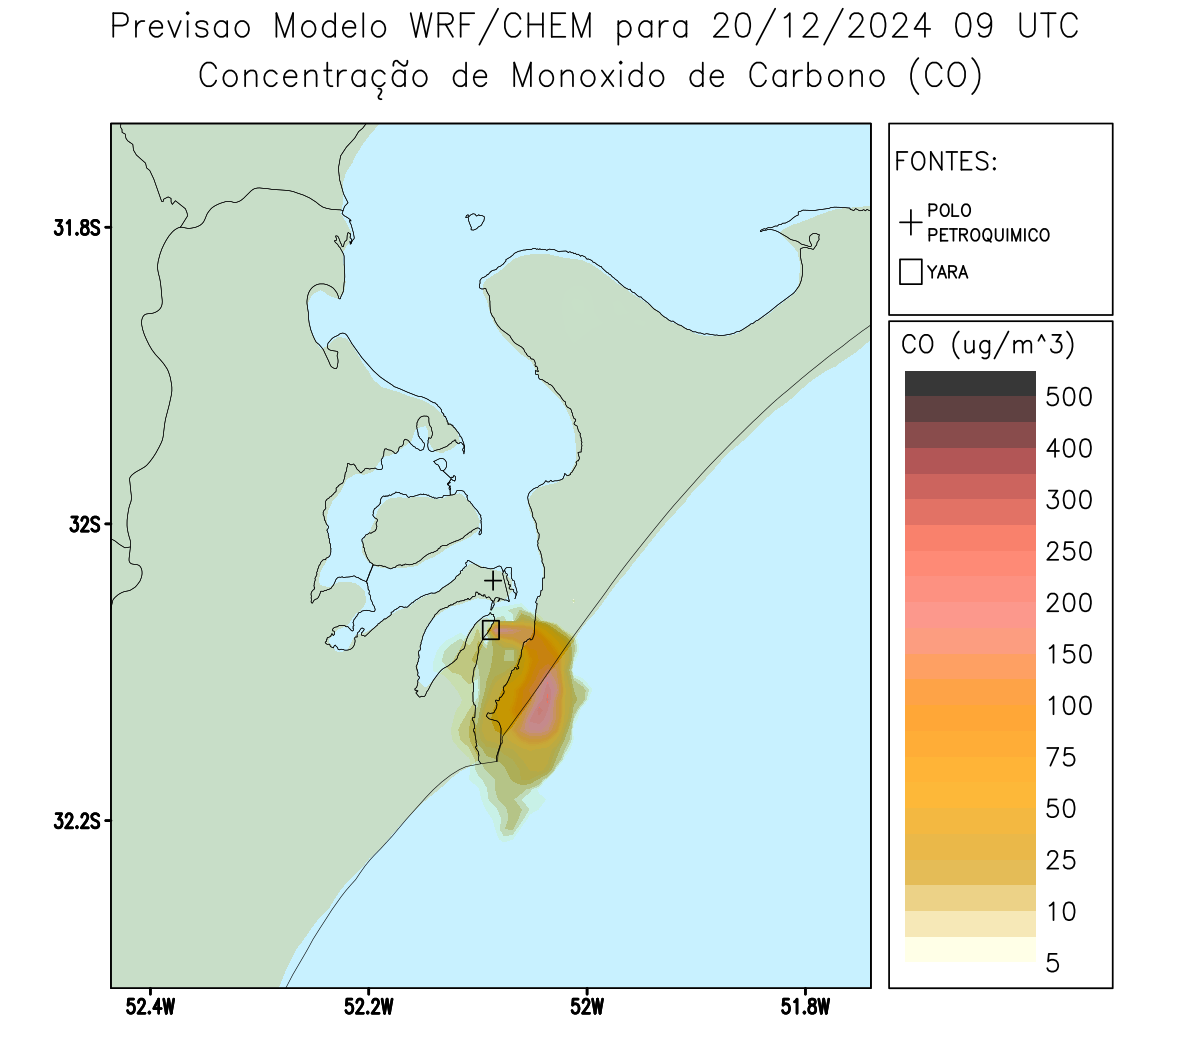 Previsao Modelo WRF/CHEM para 20/12/2024 09 UTC
Concentração de Monoxido de Carbono (CO)
FONTES:
POLO
PETROQUIMICO
YARA
31.8S
32S
32.2S
52.4W
52.2W
52W
51.8W
CO (ug/m^3)
500
400
300
250
200
150
100
75
50
25
10
5